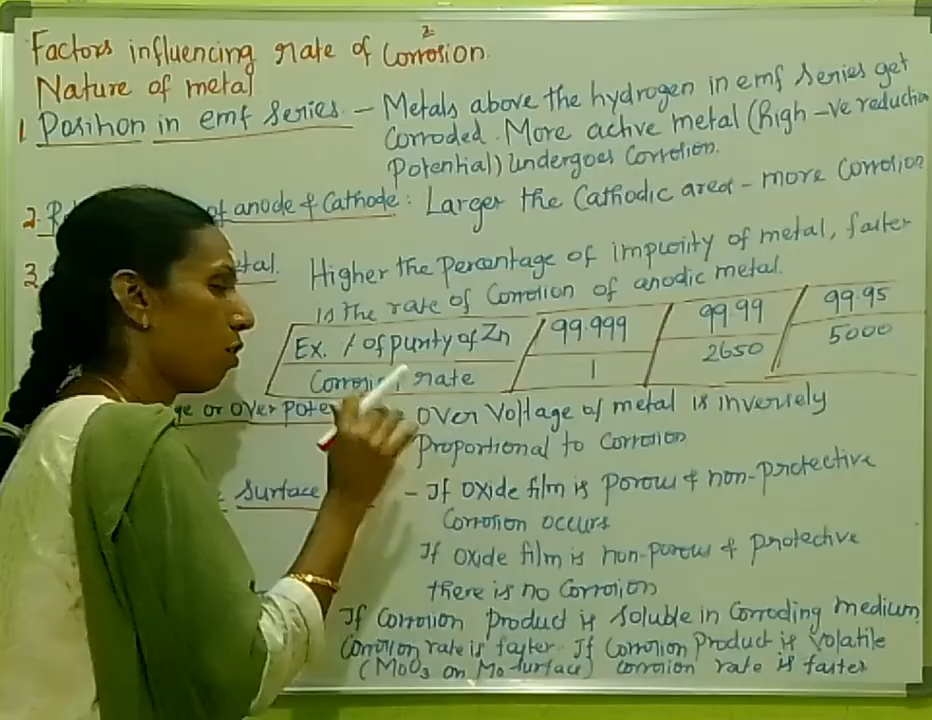 2
Factors influencing rate of Corrosion.
Nature of metal
1. Position in emf Series. – Metals above the hydrogen in emf Series get
Corroded. More active metal (High -ve reduction
Potential) Undergoes Corrosion.
2. of anode & Cathode: Larger the Cathodic area – more Corrosion
3. Higher the Percentage of impurity of metal, faster
is the rate of Corrosion of anodic metal.
Ex. % of purity of Zn 99.999 99.99 99.95
Corrosion rate 1 2650 5000
or over over Voltage of metal is inversely
Proportional to Corrosion
Surface – If oxide film is Porous & non-protective
Corrosion occurs
If oxide film is non-porous & protective
there is no Corrosion
If Corrosion Product is Soluble in Corroding medium
Corrosion rate is faster. If Corrosion Product is Volatile
(MoO3 on Mo Surface) corrosion rate is faster